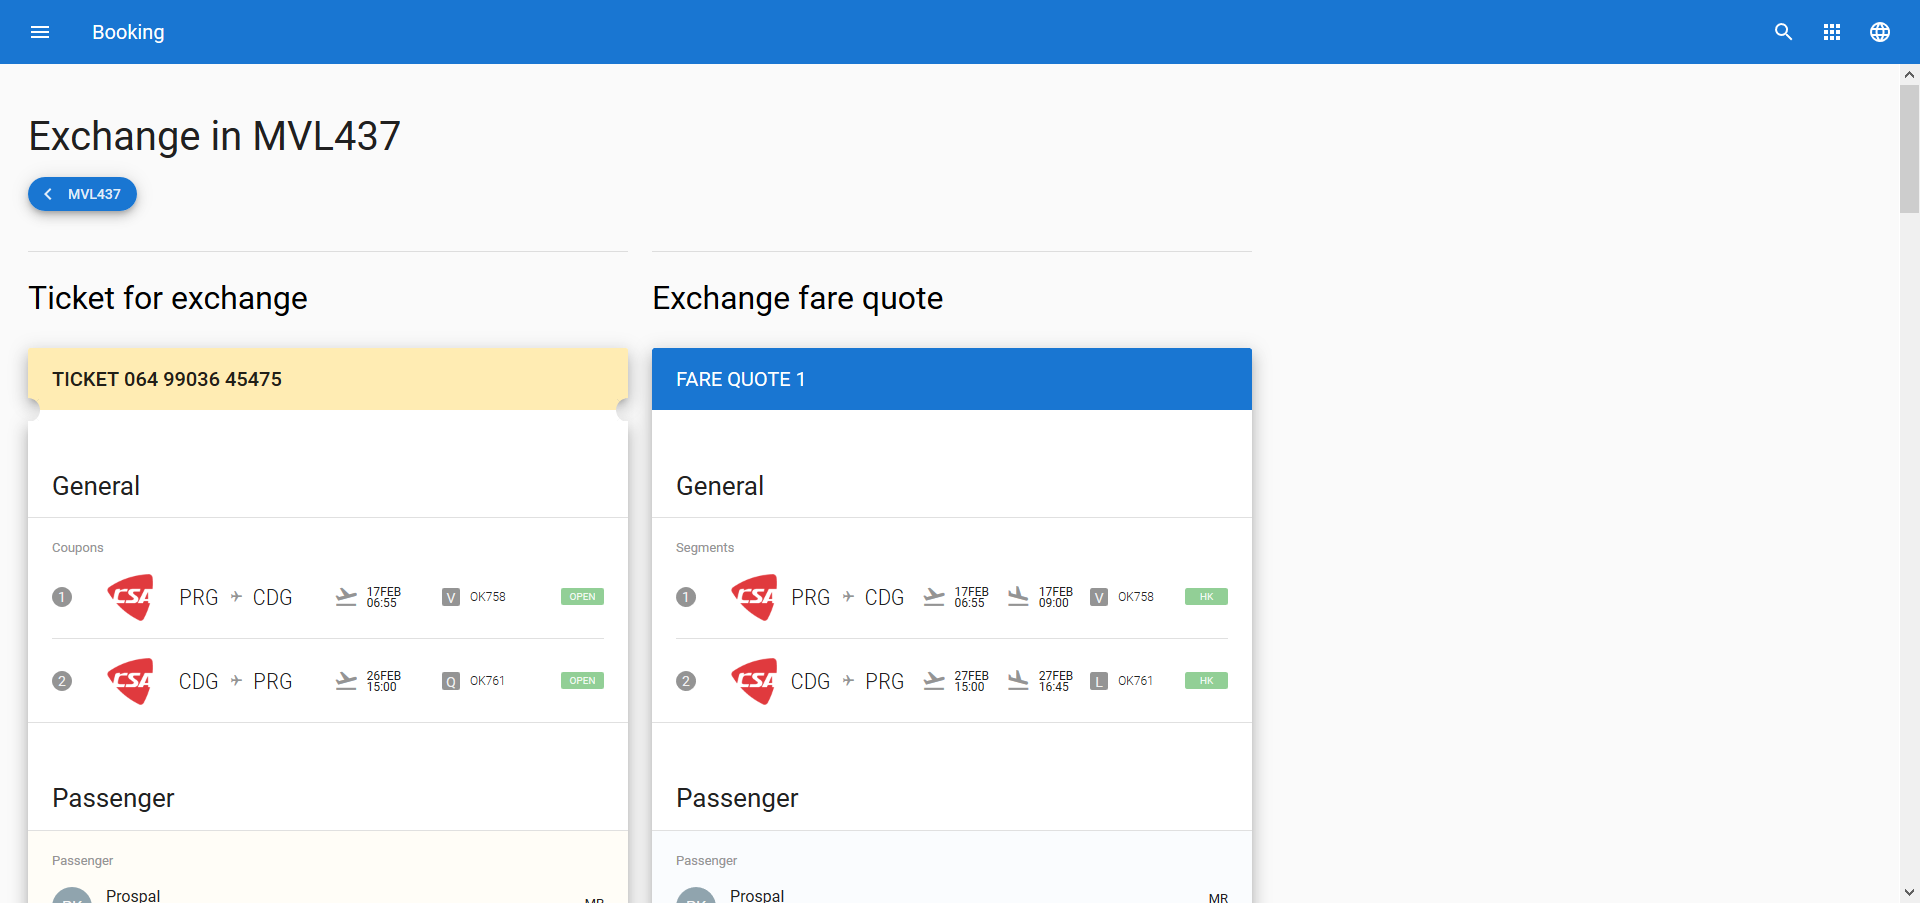 Booking
Exchange in MVL437
MVL437
Ticket for exchange
TICKET 064 99036 45475
General
Coupons
1 CSA PRG CDG 17FEB 06:55 V OK758 OPEN
2 CSA CDG PRG 26FEB 15:00 Q OK761 OPEN
Passenger
Passenger
Prospal
MR
Exchange fare quote
FARE QUOTE 1
General
Segments
1 CSA PRG CDG 17FEB 06:55 17FEB 09:00 V OK758 HK
2 CSA CDG PRG 27FEB 15:00 27FEB 16:45 L OK761 HK
Passenger
Passenger
Prospal
MR